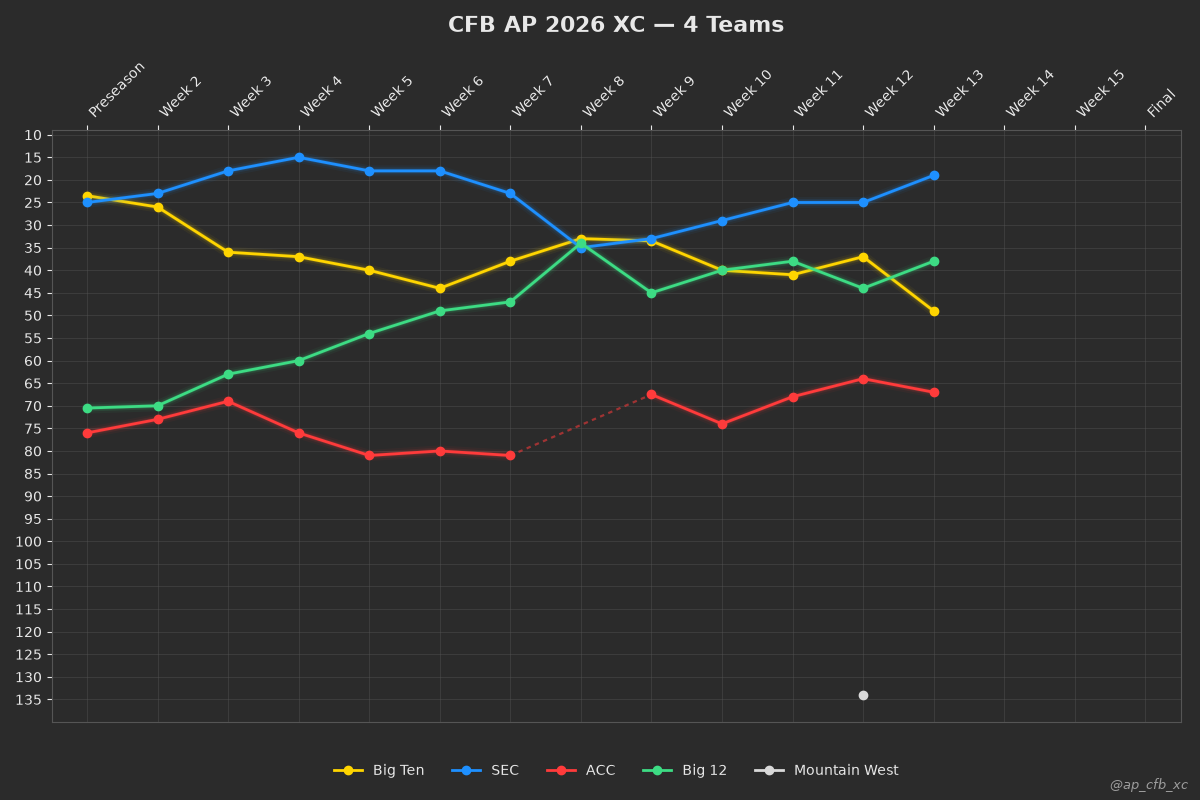 CFB AP 2026 XC — 4 Teams
Preseason
Week 2
Week 3
Week 4
Week 5
Week 6
Week 7
Week 8
Week 9
Week 10
Week 11
Week 12
Week 13
Week 14
Week 15
Final
10
15
20
25
30
35
40
45
50
55
60
65
70
75
80
85
90
95
100
105
110
115
120
125
130
135
Big Ten SEC ACC Big 12 Mountain West
@ap_cfb_xc